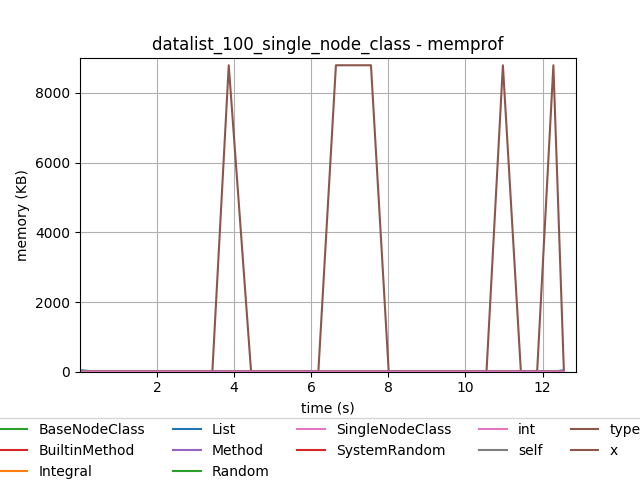 datalist_100_single_node_class - memprof
memory (KB)
8000
6000
4000
2000
0
2 4 6 8 10 12
time (s)
BaseNodeClass List SingleNodeClass int type
BuiltinMethod Method SystemRandom self x
Integral Random